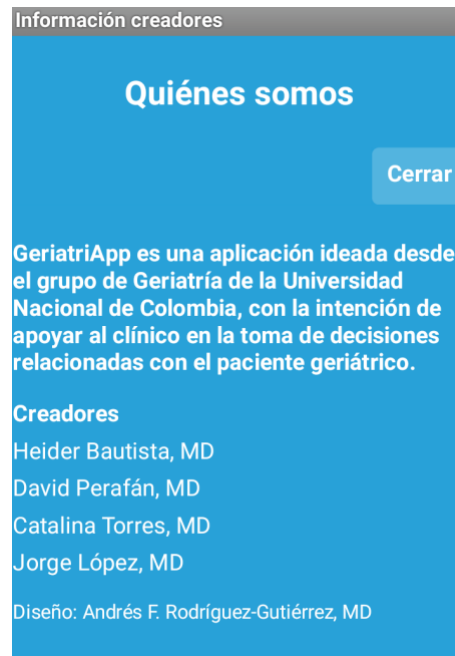 Información creadores
Quiénes somos
Cerrar
GeriatriApp es una aplicación ideada desde
el grupo de Geriatría de la Universidad
Nacional de Colombia, con la intención de
apoyar al clínico en la toma de decisiones
relacionadas con el paciente geriátrico.
Creadores
Heider Bautista, MD
David Perafán, MD
Catalina Torres, MD
Jorge López, MD
Diseño: Andrés F. Rodríguez-Gutiérrez, MD